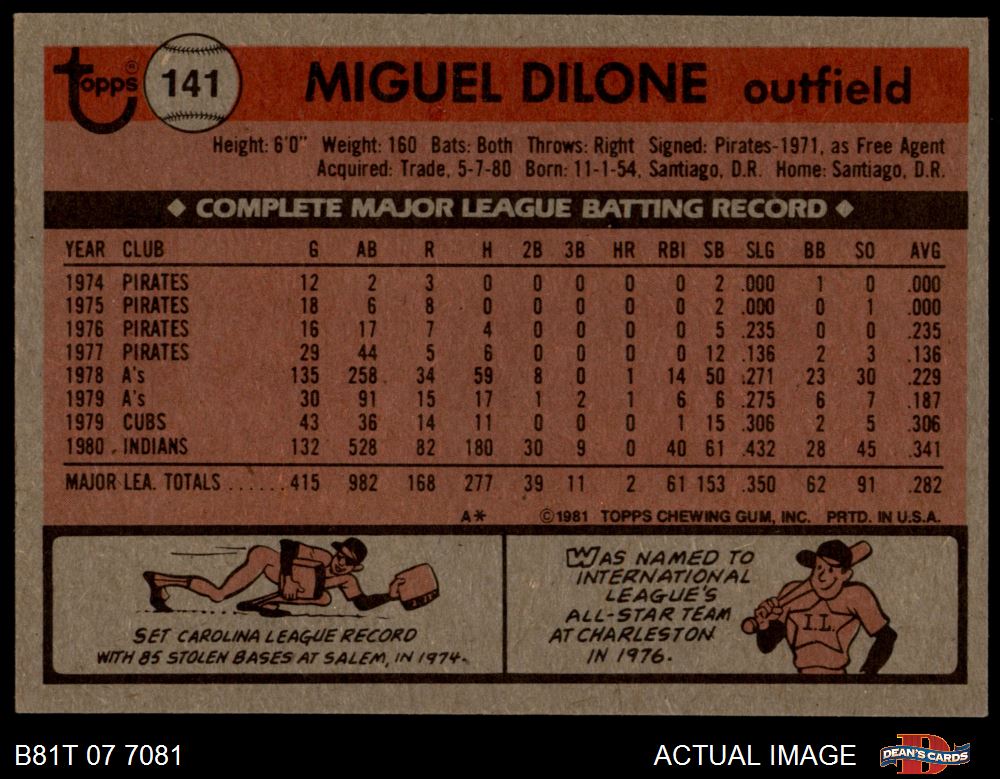 Topps® 141 MIGUEL DILONE outfield
Height: 6'0" Weight: 160 Bats: Both Throws: Right Signed: Pirates-1971, as Free Agent
Acquired: Trade, 5-7-80 Born: 11-1-54, Santiago, D.R. Home: Santiago, D.R.
◆ COMPLETE MAJOR LEAGUE BATTING RECORD ◆
YEAR CLUB G AB R H 2B 3B HR RBI SB SLG BB SO AVG
1974 PIRATES 12 2 3 0 0 0 0 0 2 .000 1 0 .000
1975 PIRATES 18 6 8 0 0 0 0 0 2 .000 0 1 .000
1976 PIRATES 16 17 7 4 0 0 0 0 5 .235 0 0 .235
1977 PIRATES 29 44 5 6 0 0 0 0 12 .136 2 3 .136
1978 A's 135 258 34 59 8 0 1 14 50 .271 23 30 .229
1979 A's 30 91 15 17 1 2 1 6 6 .275 6 7 .187
1979 CUBS 43 36 14 11 0 0 0 1 15 .306 2 5 .306
1980 INDIANS 132 528 82 180 30 9 0 40 61 .432 28 45 .341
MAJOR LEA. TOTALS ......415 982 168 277 39 11 2 61 153 .350 62 91 .282
A* ©1981 TOPPS CHEWING GUM, INC. PRTD. IN U.S.A.
SET CAROLINA LEAGUE RECORD
WITH 85 STOLEN BASES AT SALEM, IN 1974.
WAS NAMED TO
INTERNATIONAL
LEAGUE'S
ALL-STAR TEAM
AT CHARLESTON
IN 1976.
I.L.
B81T 07 7081 ACTUAL IMAGE D DEAN'S CARDS